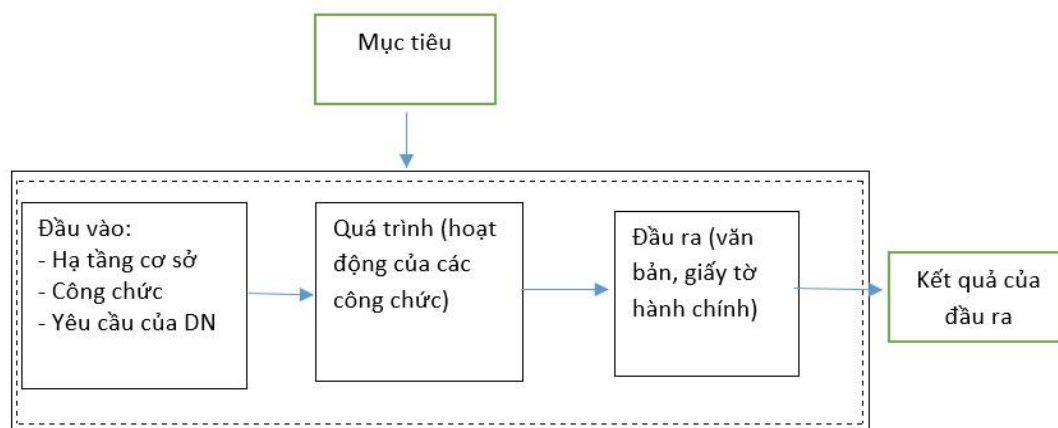 Mục tiêu
Đầu vào:
- Hạ tầng cơ sở
- Công chức
- Yêu cầu của DN
Quá trình (hoạt
động của các
công chức)
Đầu ra (văn
bản, giấy tờ
hành chính)
Kết quả của
đầu ra